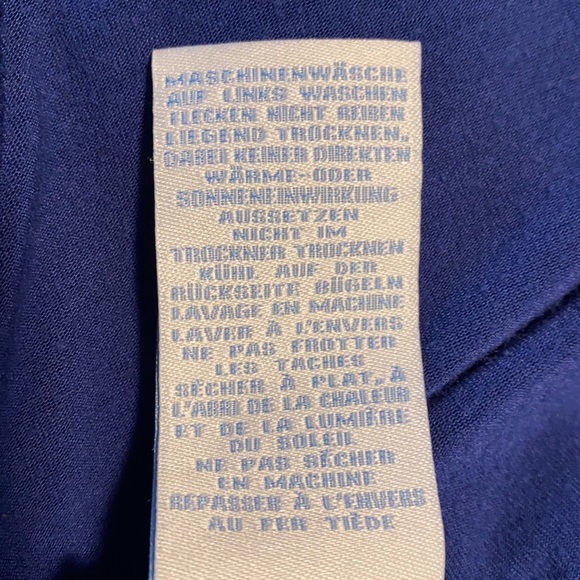 MASCHINENWÄSCHE
AUF LINKS WASCHEN
FLECKEN NICHT REIBEN
LIEGEND TROCKNEN,
DABEI KEINER DIREKTEN
WÄRME-ODER
SONNENEINWIRKUNG
AUSSETZEN
NICHT IM
TROCKNER TROCKNEN
KÜHL AUF DER
RÜCKSEITE BÜGELN
LAVAGE EN MACHINE
LAVER À L'ENVERS
NE PAS FROTTER
LES TACHES
SÉCHER À PLAT, À
L'ABRI DE LA CHALEUR
ET DE LA LUMIÈRE
DU SOLEIL
NE PAS SÉCHER
EN MACHINE
REPASSER À L'ENVERS
AU FER TIÈDE